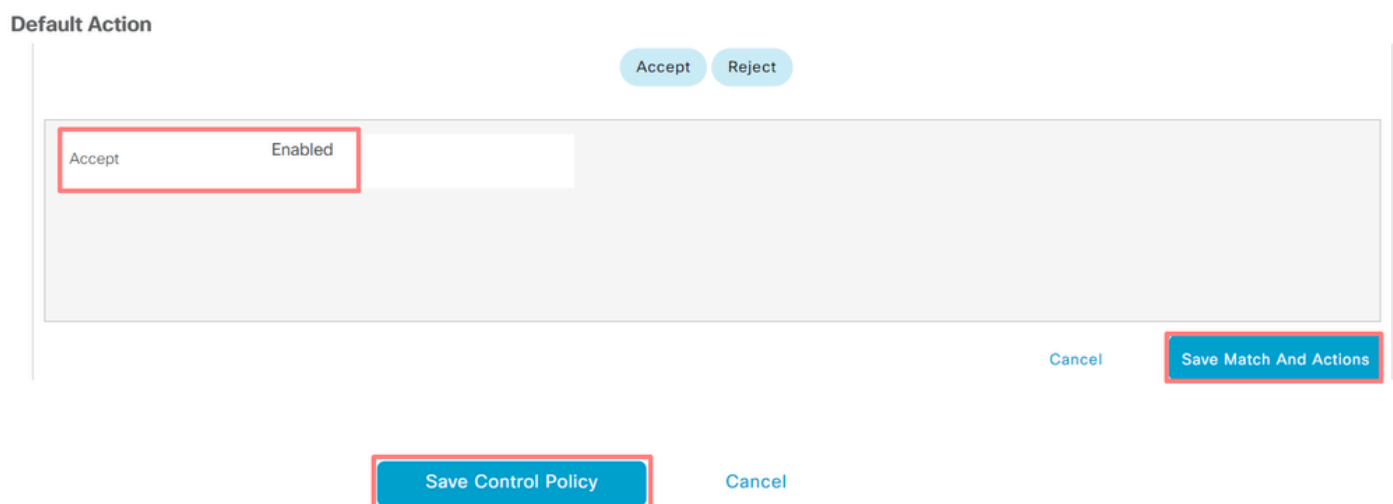 Default Action
Accept Reject
Accept Enabled
Cancel Save Match And Actions
Save Control Policy Cancel